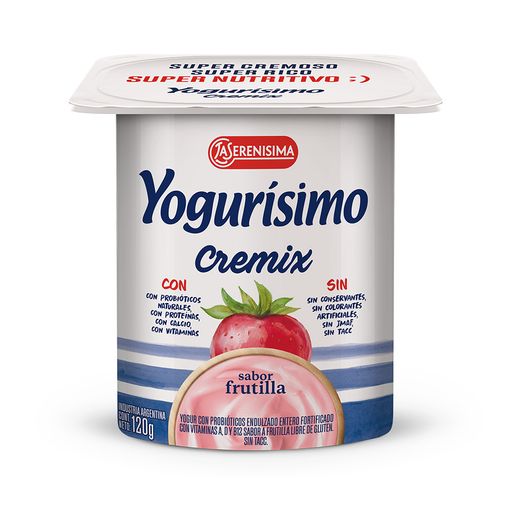 SUPER CREMOSO
SUPER RICO
SUPER NUTRITIVO :)
Yogurísimo
Cremix
LA SERENISIMA
Yogurísimo
Cremix
CON
CON PROBIÓTICOS
NATURALES,
CON PROTEÍNAS,
CON CALCIO,
CON VITAMINAS
SIN
SIN CONSERVANTES,
SIN COLORANTES
ARTIFICIALES,
SIN JMAF,
SIN TACC
sabor
frutilla
INDUSTRIA ARGENTINA
CONT.
NETO: 120g
YOGUR CON PROBIÓTICOS ENDULZADO ENTERO FORTIFICADO
CON VITAMINAS A, D Y B12 SABOR A FRUTILLA LIBRE DE GLUTEN.
SIN TACC.